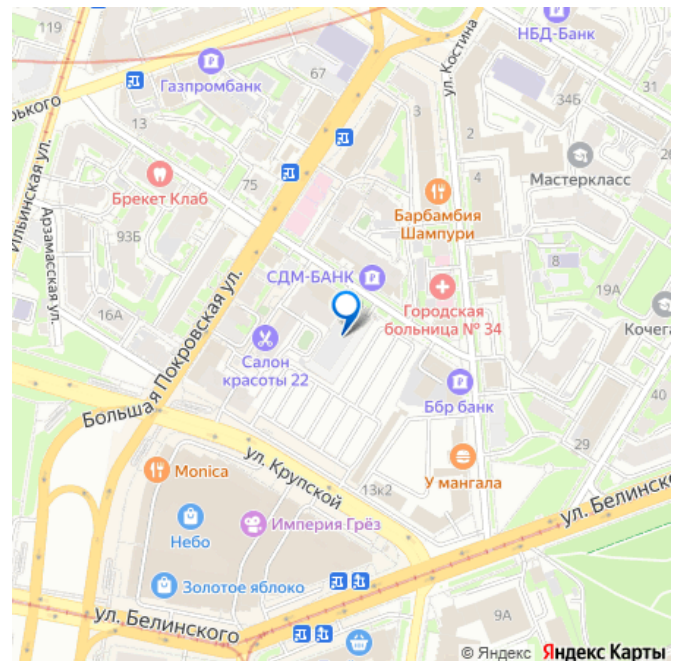 119
НБД-Банк
Газпромбанк
67
ул. Костина
31
34Б
рького
3
13
2
Ильинская ул.
Мастеркласс
Брекет Клаб
75
4
Барбамбия
Шампури
Арзамасская ул.
93Б
8
СДМ-БАНК
19А
Городская
больница № 34
16А
Кочега
Салон
красоты 22
Большая Покровская ул.
Ббр банк
40
29
ул. Крупской
Monica
13к2
У мангала
ул. Белинско
Небо
Империя Грёз
Золотое яблоко
ул. Белинского
9А
© Яндекс Яндекс Карты